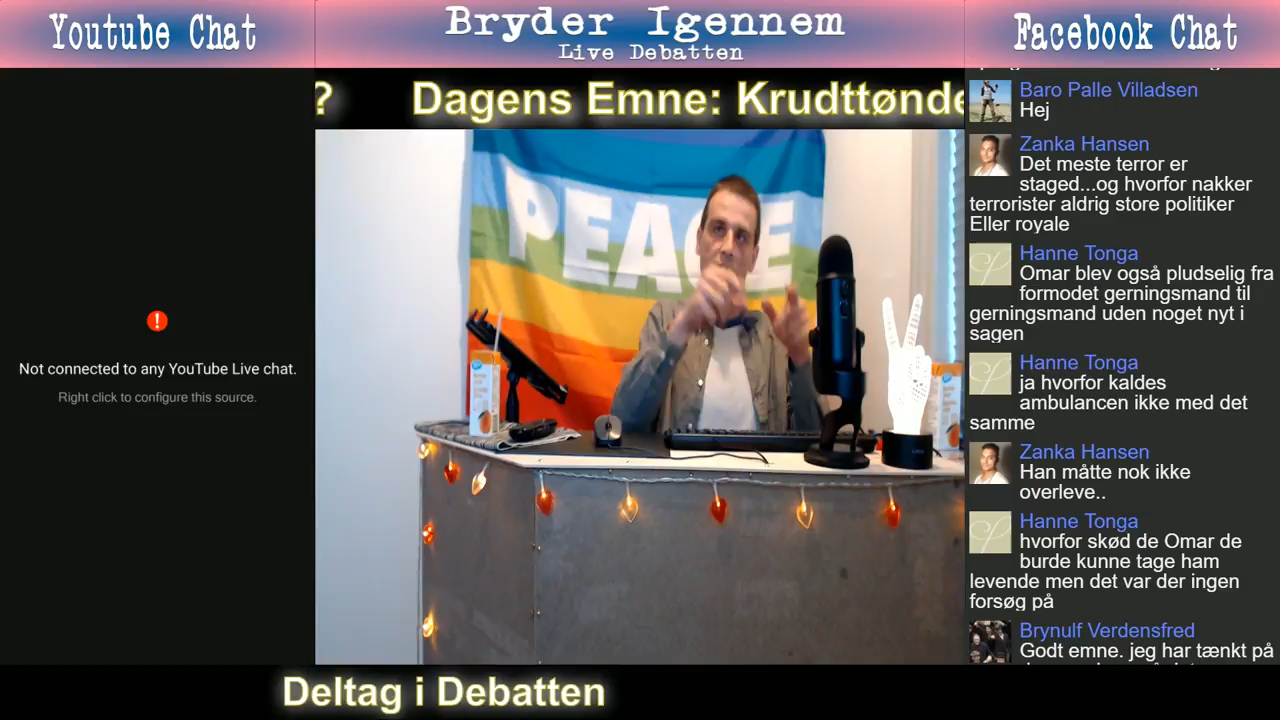 Youtube Chat
Bryder Igennem
Live Debatten
Facebook Chat
? Dagens Emne: Krudttønde
PEACE
Not connected to any YouTube Live chat.
Right click to configure this source.
Baro Palle Villadsen
Hej
Zanka Hansen
Det meste terror er
staged...og hvorfor nakker
terrorister aldrig store politiker
Eller royale
Hanne Tonga
Omar blev også pludselig fra
formodet gerningsmand til
gerningsmand uden noget nyt i
sagen
Hanne Tonga
ja hvorfor kaldes
ambulancen ikke med det
samme
Zanka Hansen
Han måtte nok ikke
overleve..
Hanne Tonga
hvorfor skød de Omar de
burde kunne tage ham
levende men det var der ingen
forsøg på
Brynulf Verdensfred
Godt emne. jeg har tænkt på
Deltag i Debatten